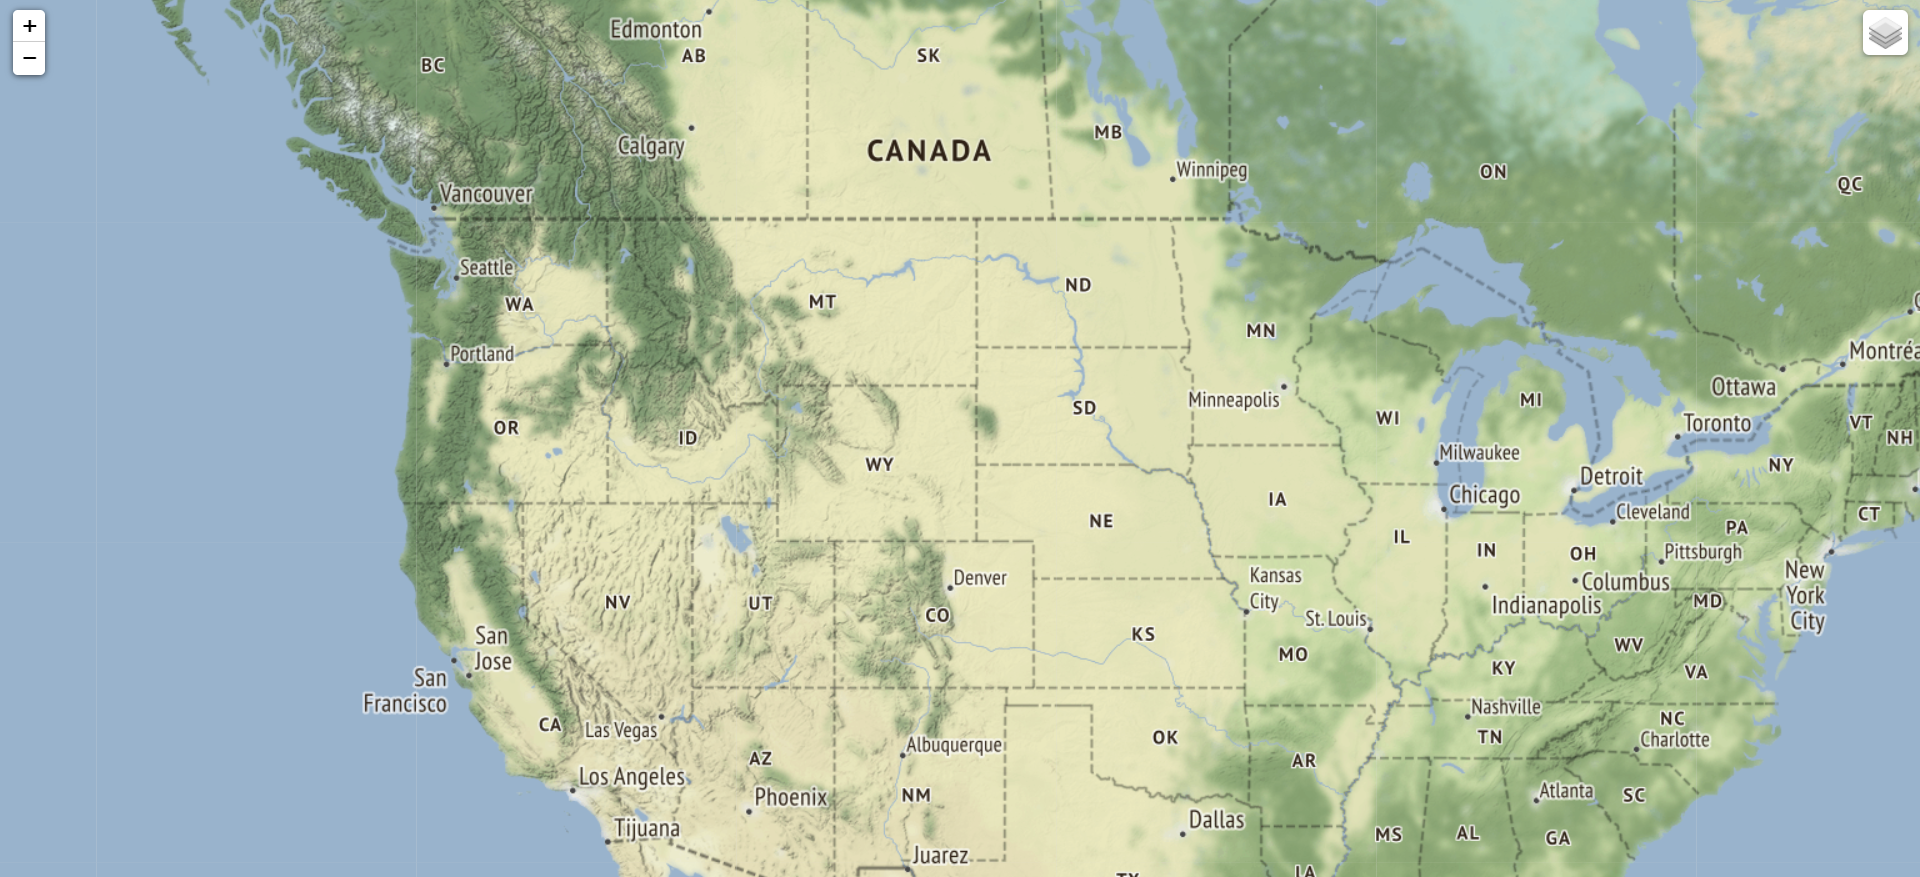 +
−
Edmonton
AB
SK
BC
Calgary
CANADA
MB
Winnipeg
ON
QC
Vancouver
Seattle
WA
MT
ND
MN
Portland
Montréa
Ottawa
Minneapolis
SD
WI
MI
Toronto
VT
NH
OR
ID
WY
Milwaukee
Detroit
NY
Chicago
IA
Cleveland
CT
NE
IL
IN
OH
PA
Pittsburgh
Denver
Kansas
City
Columbus
New
York
City
NV
UT
CO
Indianapolis
MD
St. Louis
KS
MO
WV
KY
VA
San
Jose
San
Francisco
CA
Las Vegas
Nashville
NC
Charlotte
TN
Albuquerque
OK
AZ
AR
Los Angeles
Phoenix
NM
Atlanta
SC
Tijuana
Dallas
MS
AL
GA
Juarez
LA
TX